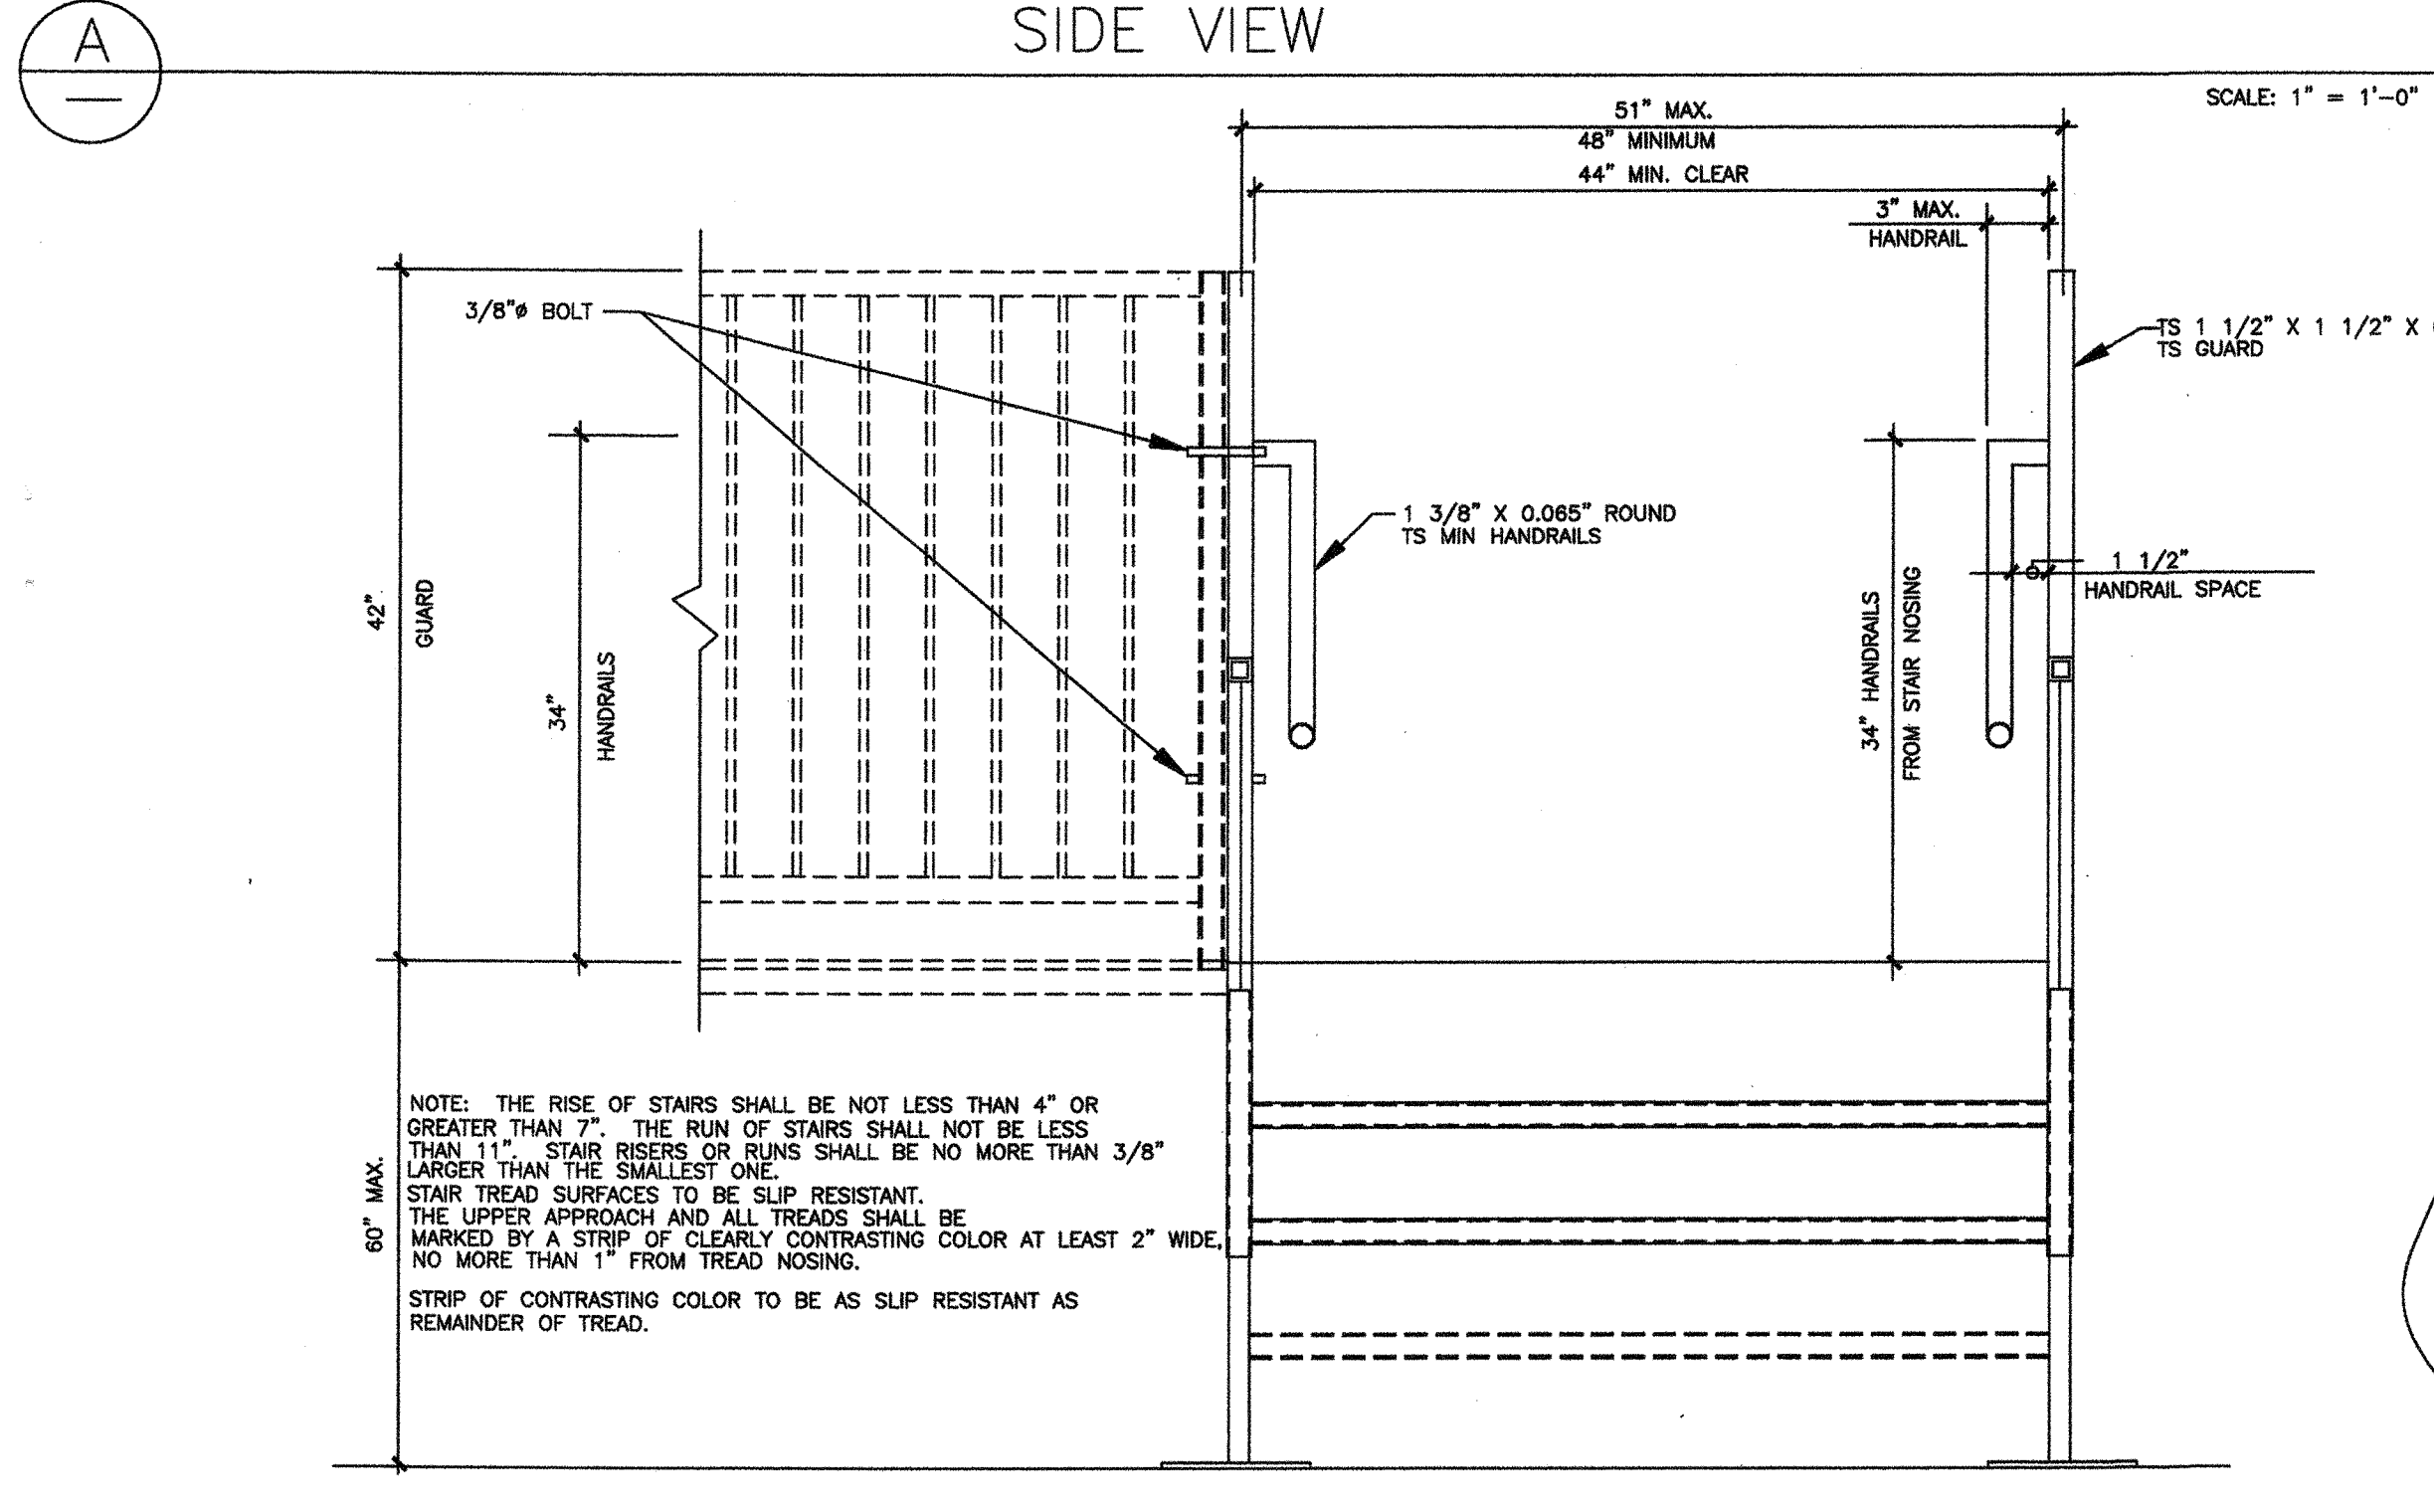 SIDE VIEW
A
SCALE: 1" = 1'-0"
51" MAX.
48" MINIMUM
44" MIN. CLEAR
3" MAX.
HANDRAIL
3/8"ø BOLT
TS 1 1/2" X 1 1/2" X
TS GUARD
1 3/8" X 0.065" ROUND
TS MIN HANDRAILS
1 1/2"
HANDRAIL SPACE
42"
GUARD
34"
HANDRAILS
34" HANDRAILS
FROM STAIR NOSING
60" MAX.
NOTE: THE RISE OF STAIRS SHALL BE NOT LESS THAN 4" OR
GREATER THAN 7". THE RUN OF STAIRS SHALL NOT BE LESS
THAN 11". STAIR RISERS OR RUNS SHALL BE NO MORE THAN 3/8"
LARGER THAN THE SMALLEST ONE.
STAIR TREAD SURFACES TO BE SLIP RESISTANT.
THE UPPER APPROACH AND ALL TREADS SHALL BE
MARKED BY A STRIP OF CLEARLY CONTRASTING COLOR AT LEAST 2" WIDE,
NO MORE THAN 1" FROM TREAD NOSING.
STRIP OF CONTRASTING COLOR TO BE AS SLIP RESISTANT AS
REMAINDER OF TREAD.